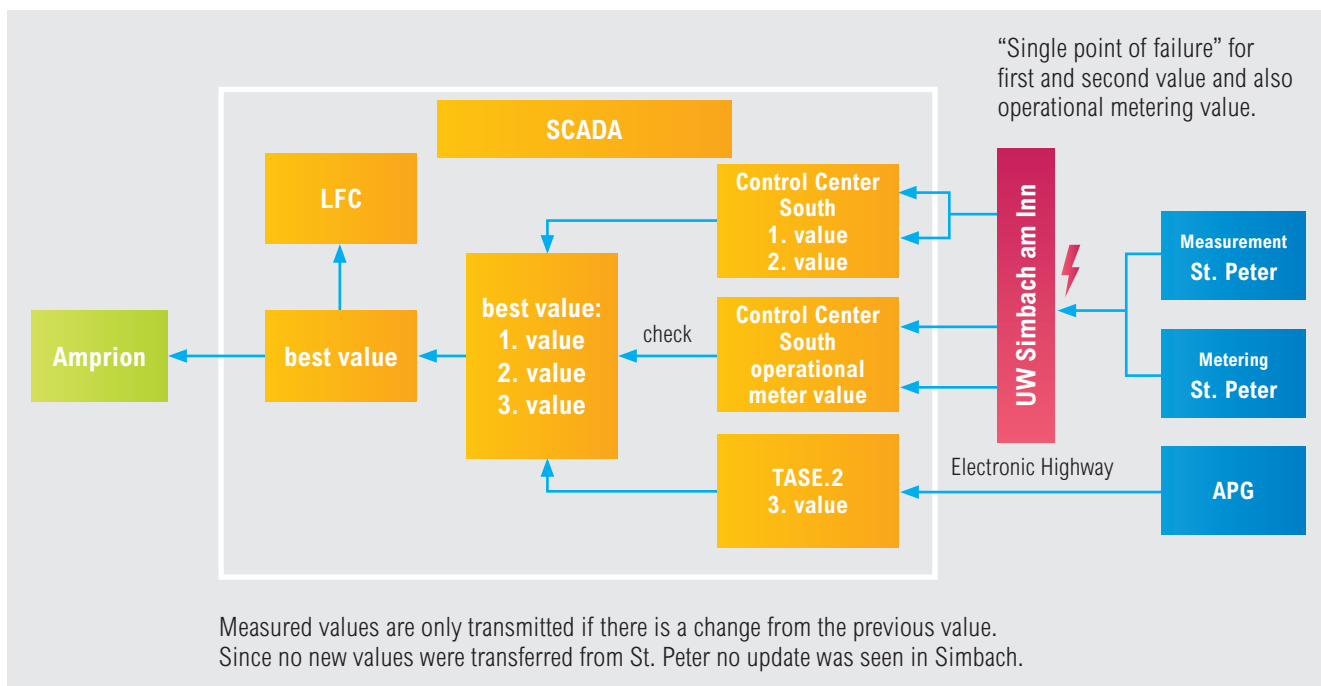 “Single point of failure” for
first and second value and also
operational metering value.
SCADA
LFC
Control Center
South
1. value
2. value
UW Simbach am Inn
Measurement
St. Peter
Amprion
best value
best value:
1. value
2. value
3. value
check
Control Center
South
operational
meter value
Metering
St. Peter
TASE.2
3. value
Electronic Highway
APG
Measured values are only transmitted if there is a change from the previous value.
Since no new values were transferred from St. Peter no update was seen in Simbach.